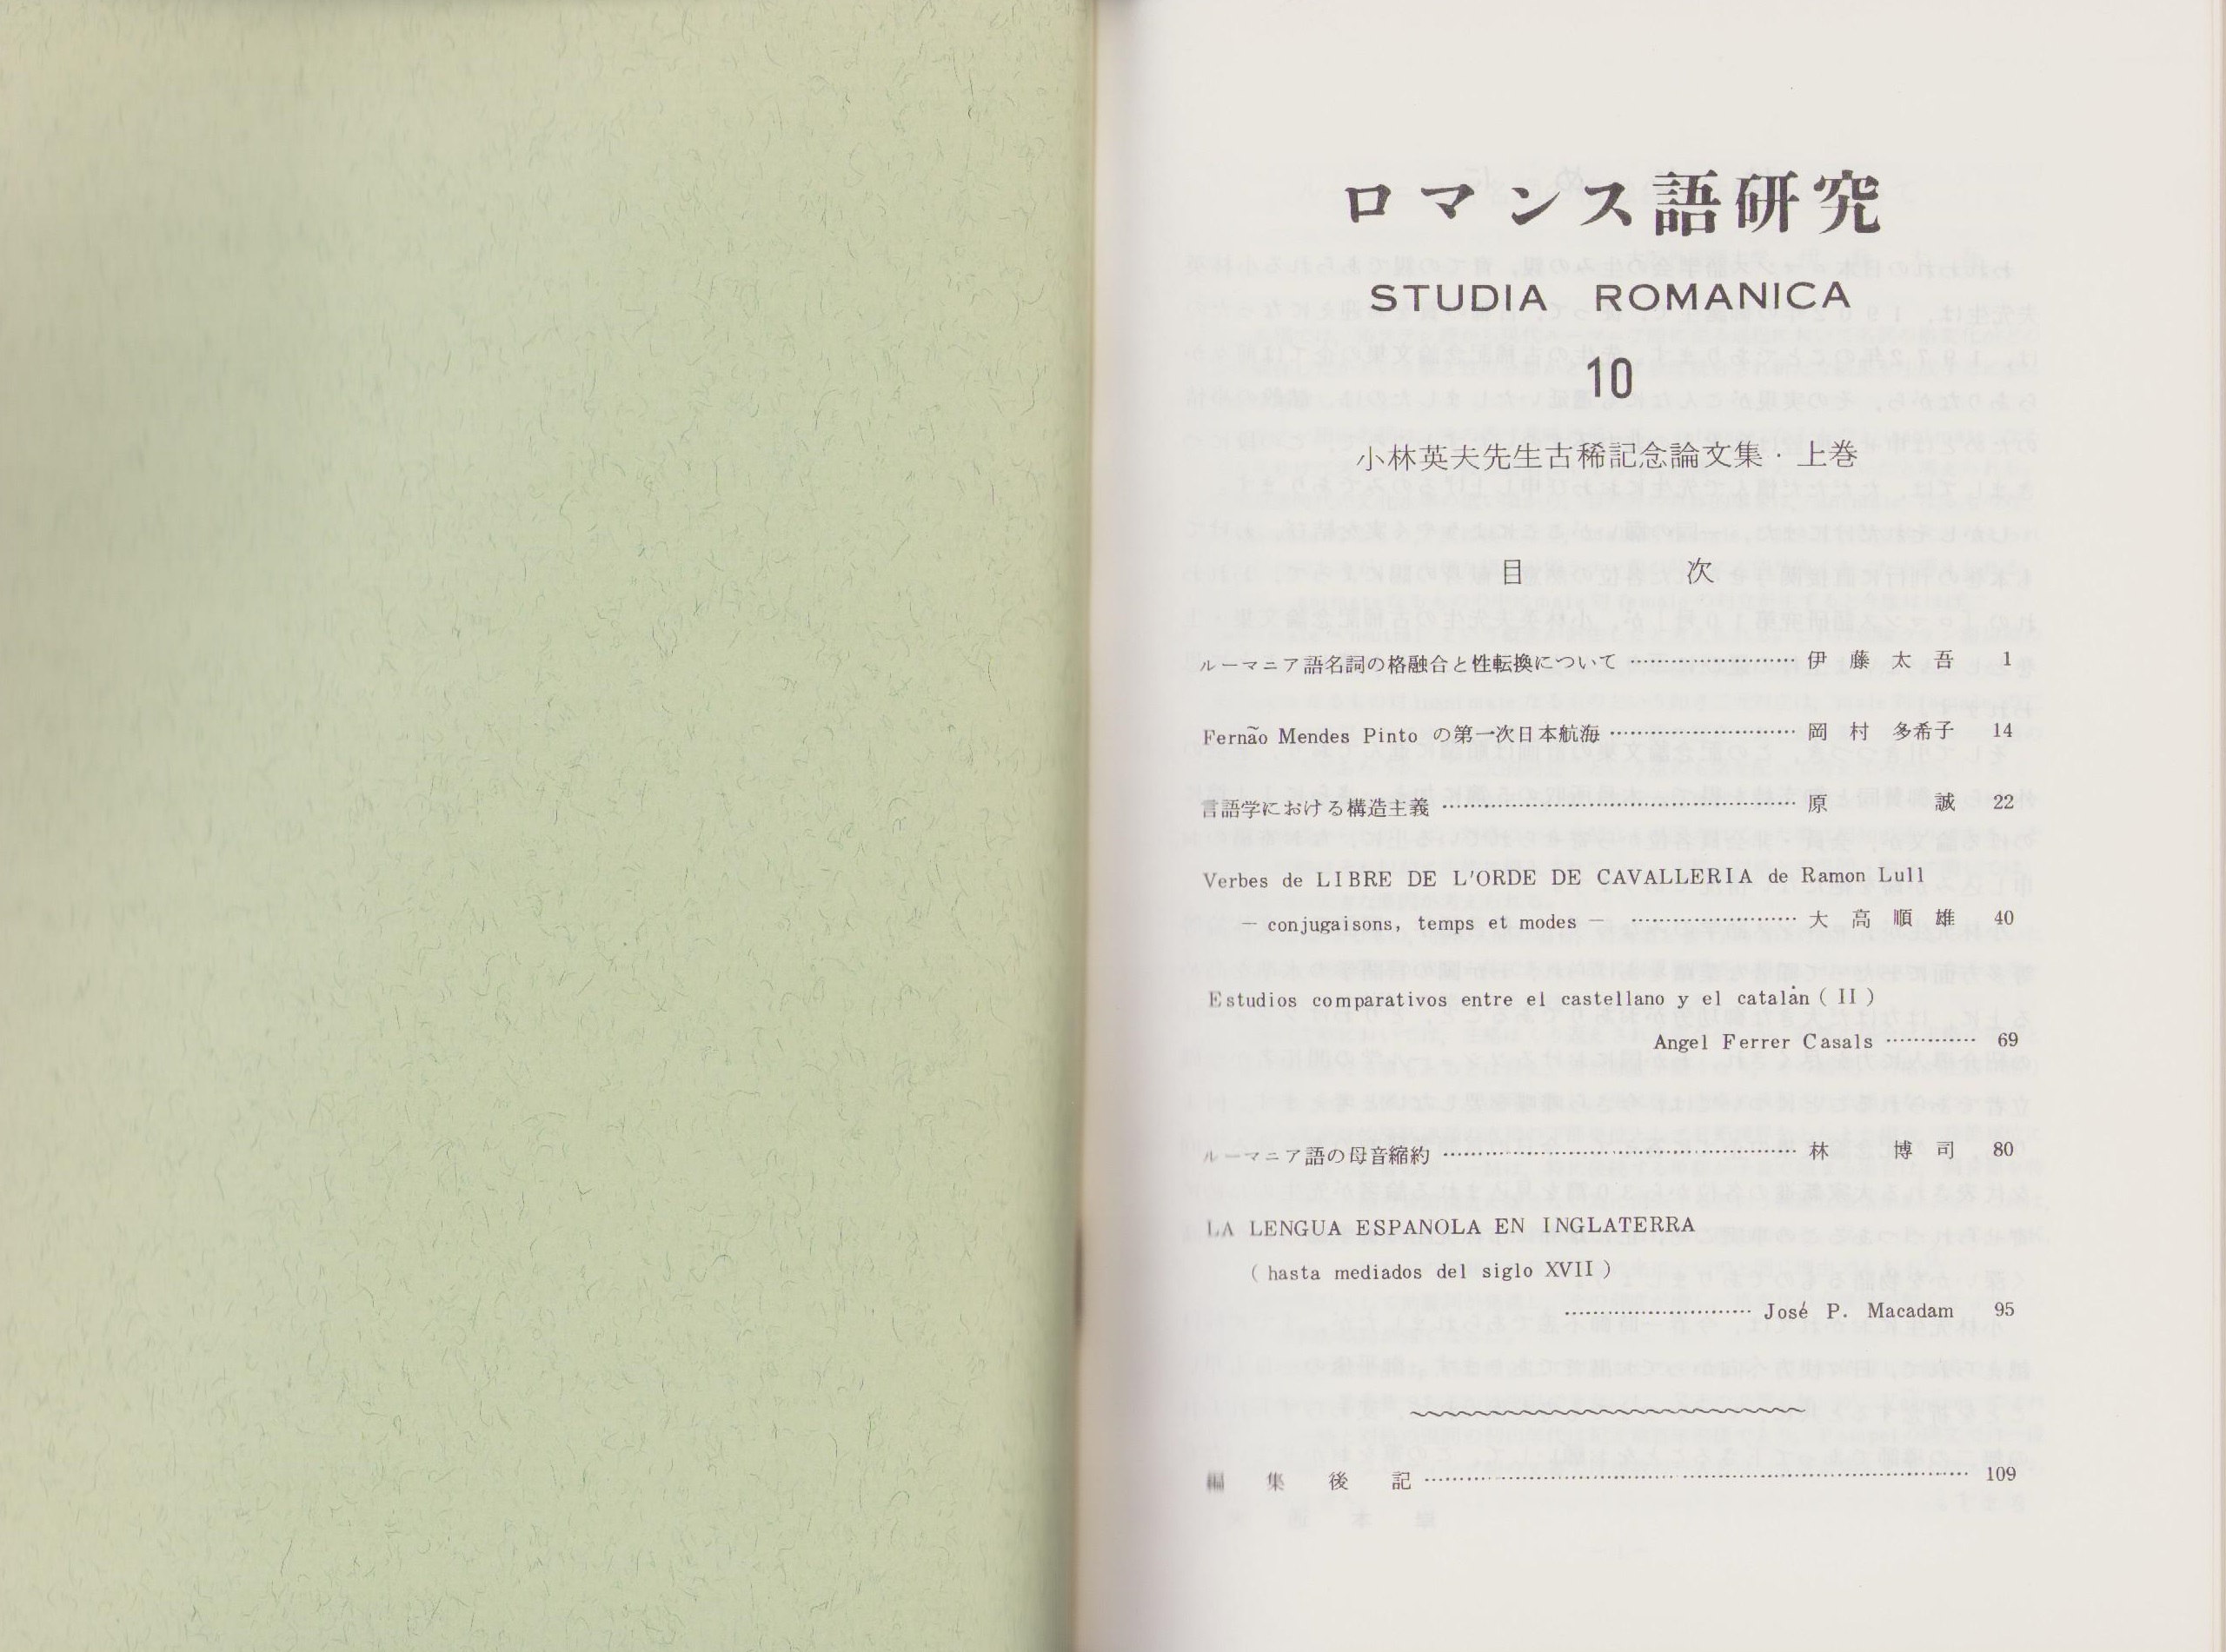 ロマンス語研究
STUDIA ROMANICA
10
小林英夫先生古稀記念論文集・上巻
目 次
ルーマニア語名詞の格融合と性転換について ………………… 伊藤太吾 1
Fernão Mendes Pinto の第一次日本航海 ………………… 岡村多希子 14
言語学における構造主義 ………………… 原誠 22
Verbes de LIBRE DE L'ORDE DE CAVALLERIA de Ramon Lull
— conjugaisons, temps et modes — ………………… 大高順雄 40
Estudios comparativos entre el castellano y el catalán ( II )
Angel Ferrer Casals ………… 69
ルーマニア語の母音縮約 ………………… 林博司 80
LA LENGUA ESPANOLA EN INGLATERRA
( hasta mediados del siglo XVII )
………………… José P. Macadam 95
編集後記 ………………… 109